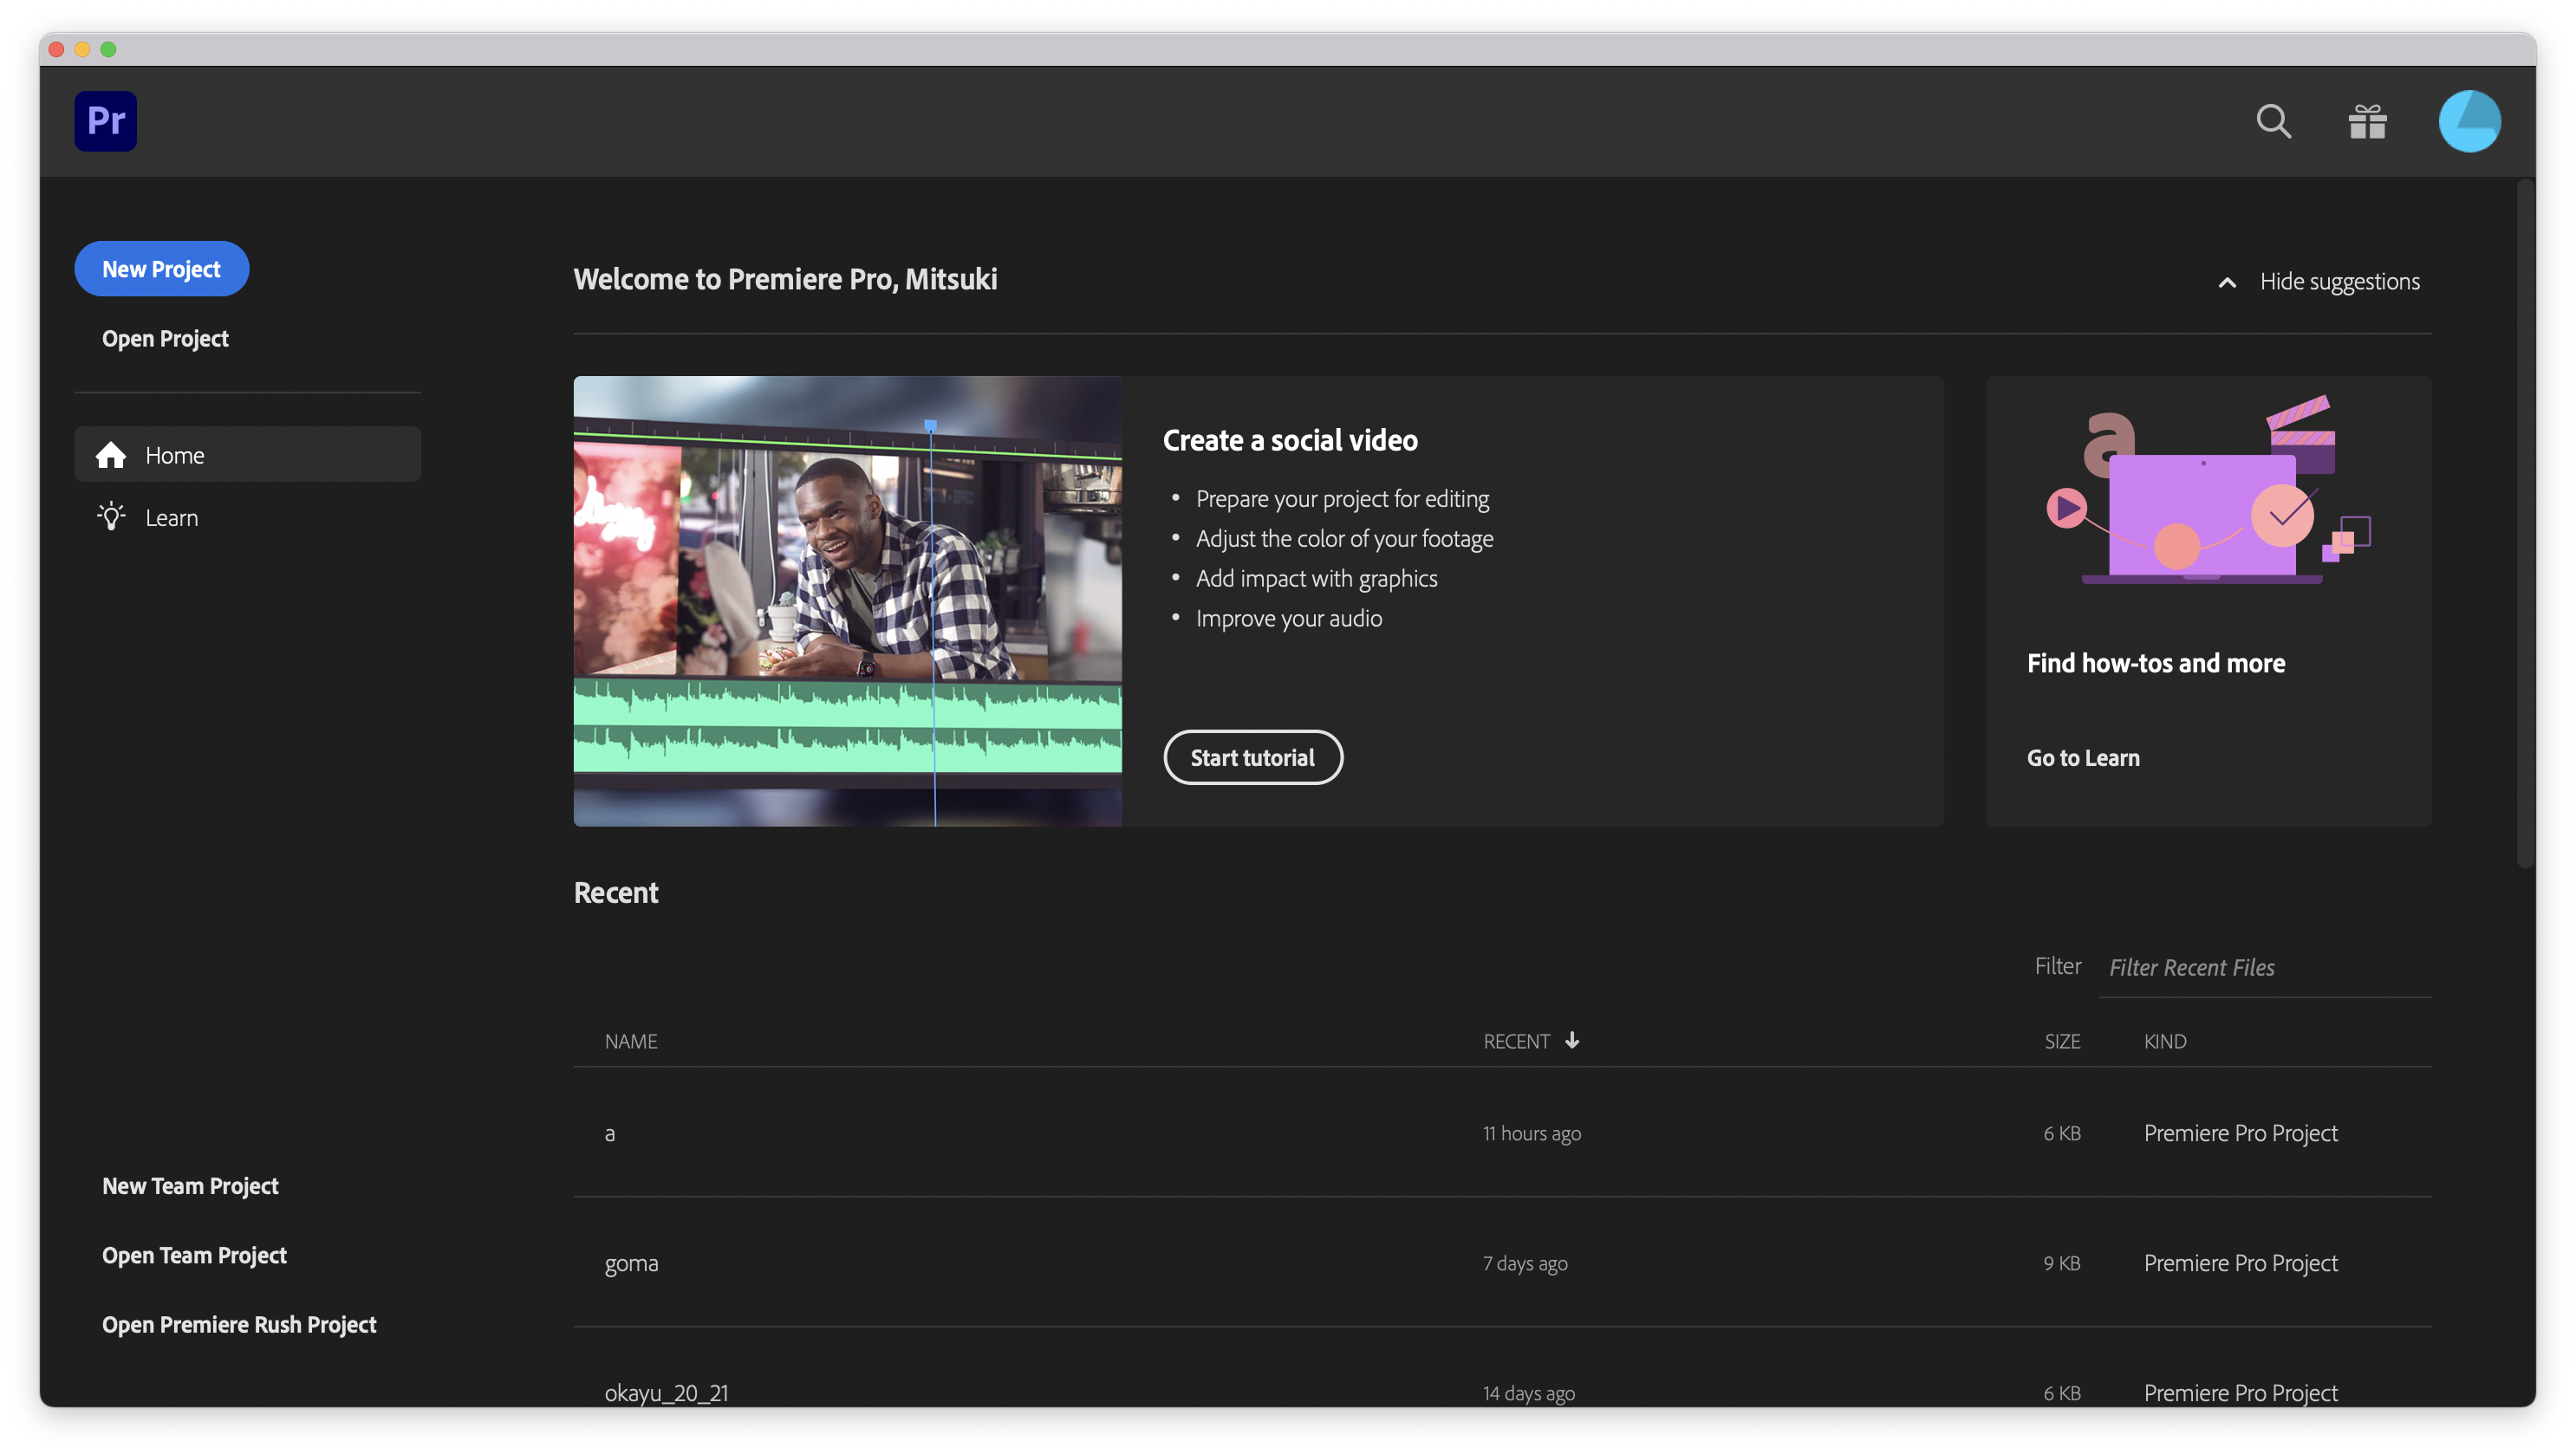 Pr
New Project
Open Project
Home
Learn
New Team Project
Open Team Project
Open Premiere Rush Project
Welcome to Premiere Pro, Mitsuki
Hide suggestions
Create a social video
• Prepare your project for editing
• Adjust the color of your footage
• Add impact with graphics
• Improve your audio
Start tutorial
a
Find how-tos and more
Go to Learn
Recent
Filter Filter Recent Files
NAME RECENT SIZE KIND
a 11 hours ago 6 KB Premiere Pro Project
goma 7 days ago 9 KB Premiere Pro Project
okayu_20_21 14 days ago 6 KB Premiere Pro Project